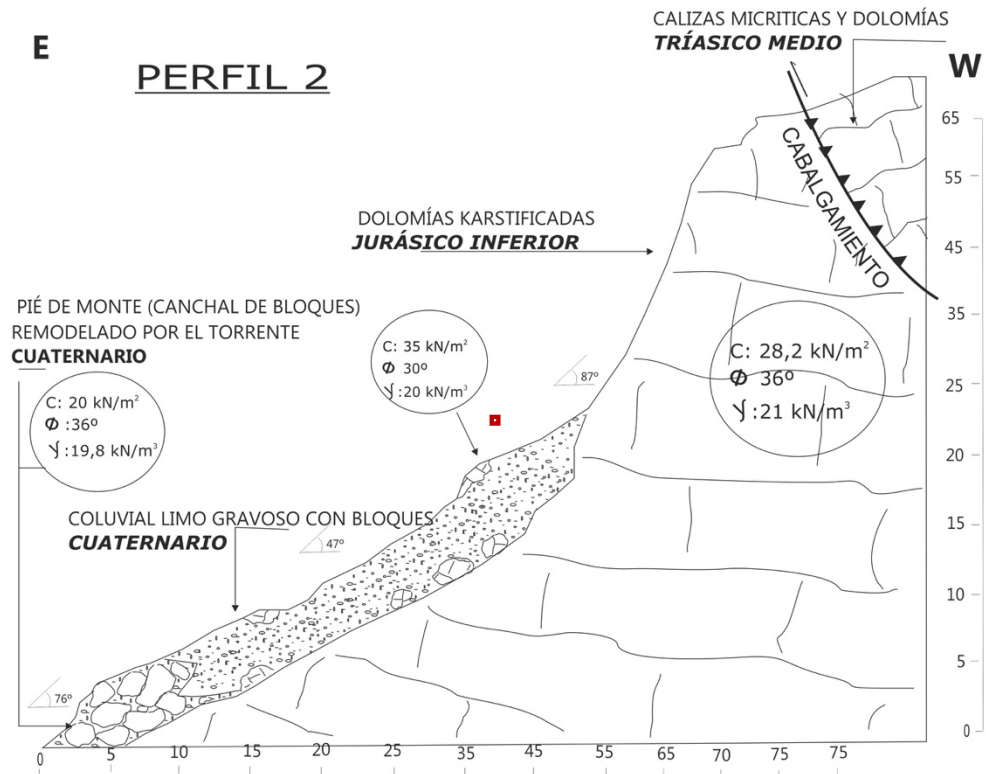 CALIZAS MICRITICAS Y DOLOMÍAS
TRÍASICO MEDIO
E
W
PERFIL 2
65
CABALGAMIENTO
55
DOLOMÍAS KARSTIFICADAS
JURÁSICO INFERIOR
45
PIÉ DE MONTE (CANCHAL DE BLOQUES)
REMODELADO POR EL TORRENTE
CUATERNARIO
35
C: 35 kN/m²
Φ 30º
γ:20 kN/m³
C: 28,2 kN/m²
Φ 36º
γ:21 kN/m³
87º
25
C: 20 kN/m²
Φ:36º
γ:19,8 kN/m³
20
COLUVIAL LIMO GRAVOSO CON BLOQUES
CUATERNARIO
47º
15
10
5
76º
0
0 5 10 15 20 25 35 45 55 65 70 75 75